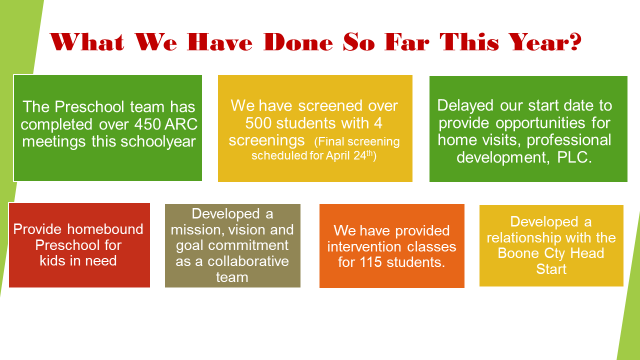 What We Have Done So Far This Year?
The Preschool team has
completed over 450 ARC
meetings this schoolyear
We have screened over
500 students with 4
screenings (Final screening
scheduled for April 24th)
Delayed our start date to
provide opportunities for
home visits, professional
development, PLC.
Provide homebound
Preschool for
kids in need
Developed a
mission, vision and
goal commitment
as a collaborative
team
We have provided
intervention classes
for 115 students.
Developed a
relationship with the
Boone Cty Head
Start